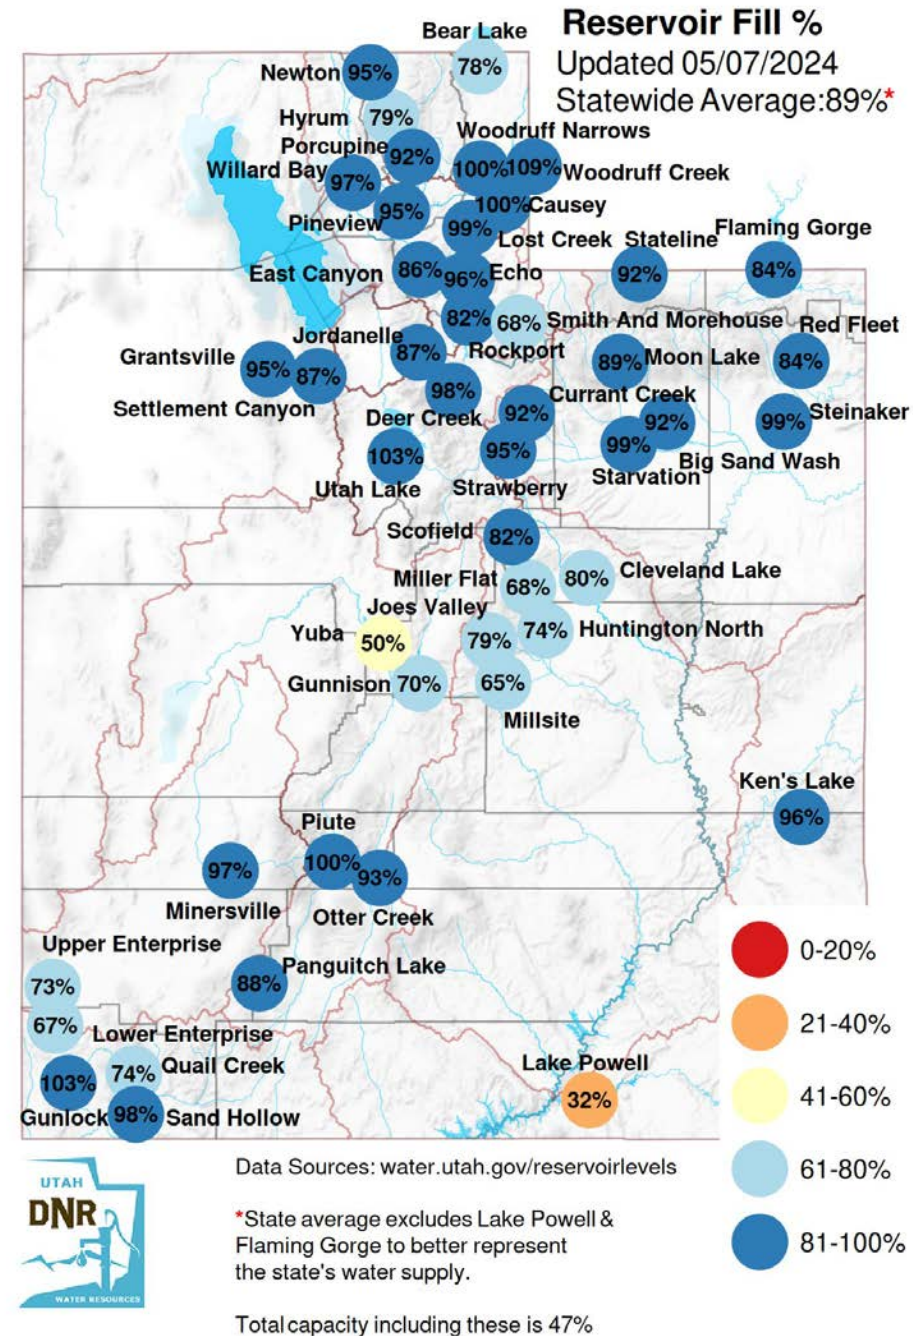 Reservoir Fill %
Updated 05/07/2024
Statewide Average:89%*
Bear Lake
78%
Newton 95%
Hyrum 79%
Porcupine 92%
Woodruff Narrows
100% 109% Woodruff Creek
Willard Bay 97%
Pineview 95%
100% Causey
99% Lost Creek
Stateline
92%
Flaming Gorge
84%
East Canyon 86%
96% Echo
82% Rockport
68% Smith And Morehouse
Red Fleet
84%
Jordanelle
87%
Grantsville 95%
87%
Settlement Canyon
89% Moon Lake
98%
Deer Creek
Currant Creek
92%
92%
Big Sand Wash
99% Steinaker
99%
Starvation
103%
Utah Lake
95%
Strawberry
Scofield 82%
Miller Flat 68%
80% Cleveland Lake
Joes Valley
79%
74% Huntington North
Yuba 50%
Gunnison 70%
65%
Millsite
Ken's Lake
96%
Piute
100%
93%
Otter Creek
97%
Minersville
Upper Enterprise
73%
88% Panguitch Lake
67% Lower Enterprise
74% Quail Creek
103%
Gunlock
98% Sand Hollow
Lake Powell
32%
0-20%
21-40%
41-60%
61-80%
81-100%
UTAH
DNR
WATER RESOURCES
Data Sources: water.utah.gov/reservoirlevels
*State average excludes Lake Powell &
Flaming Gorge to better represent
the state's water supply.
Total capacity including these is 47%